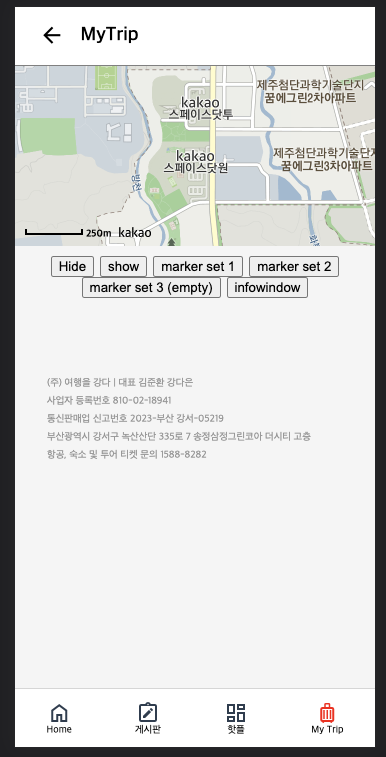 MyTrip
제주첨단과학기술단지
꿈에그린2차아파트
kakao
스페이스닷투
kakao
스페이스닷원
제주첨단과학기술단지
꿈에그린3차아파트
250m kakao
Hide show marker set 1 marker set 2
marker set 3 (empty) infowindow
(주) 여행을 강다 | 대표 김준환 강다은
사업자 등록번호 810-02-18941
통신판매업 신고번호 2023-부산 강서-05219
부산광역시 강서구 녹산산단 335로 7 송정삼정그린코아 더시티 고층
항공, 숙소 및 투어 티켓 문의 1588-8282
Home 게시판 핫플 My Trip